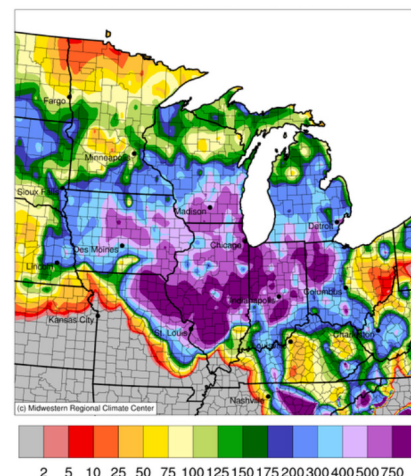 Fargo
Minneapolis
Sioux Falls
Madison
Detroit
Des Moines
Chicago
Lincoln
Indianapolis
Columbus
Kansas City
St. Louis
Charleston
Nashville
(c) Midwestern Regional Climate Center
2 5 10 25 50 75 100 125 150 175 200 300 400 500 750